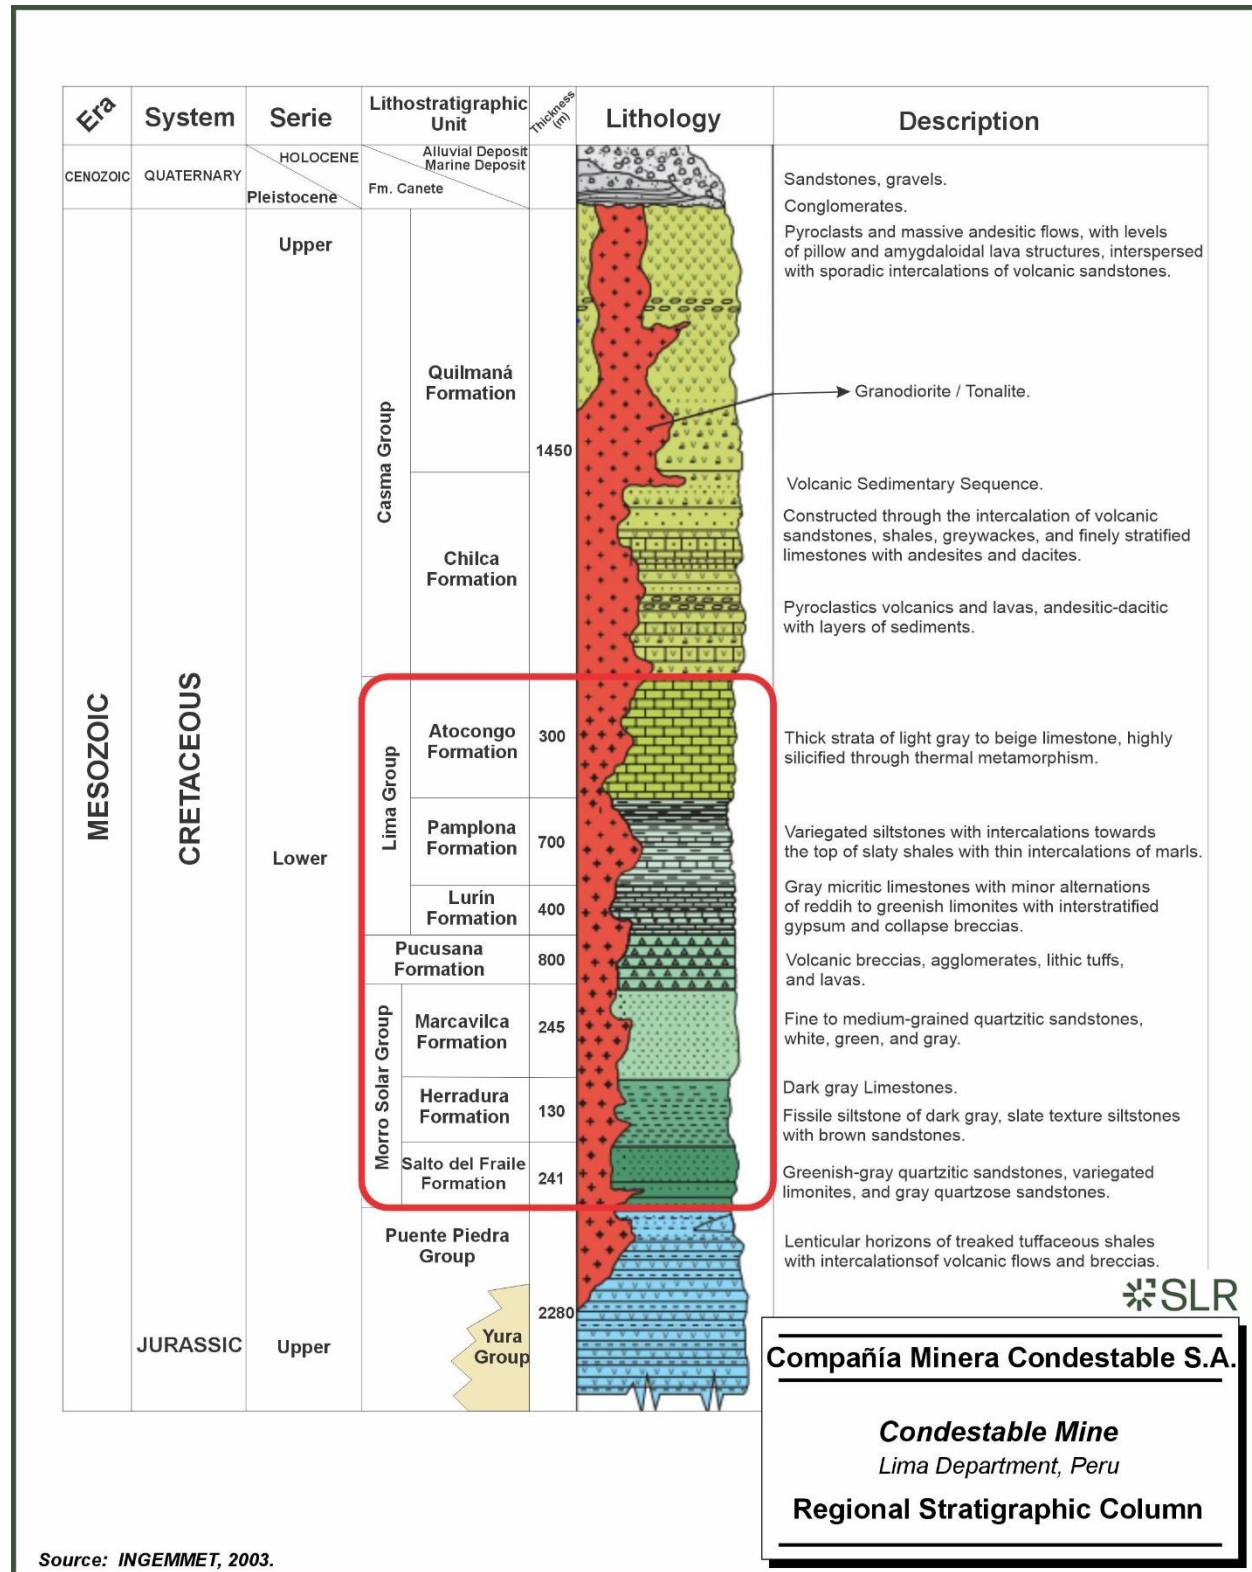 Era
System
Serie
Lithostratigraphic
Unit
Thickness
(m)
Lithology
Description
CENOZOIC
QUATERNARY
HOLOCENE
Pleistocene
Alluvial Deposit
Marine Deposit
Fm. Canete
Sandstones, gravels.
Conglomerates.
MESOZOIC
CRETACEOUS
Upper
Casma Group
Quilmaná
Formation
1450
Pyroclasts and massive andesitic flows, with levels
of pillow and amygdaloidal lava structures, interspersed
with sporadic intercalations of volcanic sandstones.
Granodiorite / Tonalite.
Chilca
Formation
Volcanic Sedimentary Sequence.
Constructed through the intercalation of volcanic
sandstones, shales, greywackes, and finely stratified
limestones with andesites and dacites.
Pyroclastics volcanics and lavas, andesitic-dacitic
with layers of sediments.
Lower
Lima Group
Atocongo
Formation
300
Thick strata of light gray to beige limestone, highly
silicified through thermal metamorphism.
Pamplona
Formation
700
Variegated siltstones with intercalations towards
the top of slaty shales with thin intercalations of marls.
Lurín
Formation
400
Gray micritic limestones with minor alternations
of reddih to greenish limonites with interstratified
gypsum and collapse breccias.
Pucusana
Formation
800
Volcanic breccias, agglomerates, lithic tuffs,
and lavas.
Morro Solar Group
Marcavilca
Formation
245
Fine to medium-grained quartzitic sandstones,
white, green, and gray.
Herradura
Formation
130
Dark gray Limestones.
Fissile siltstone of dark gray, slate texture siltstones
with brown sandstones.
Salto del Fraile
Formation
241
Greenish-gray quartzitic sandstones, variegated
limonites, and gray quartzose sandstones.
Puente Piedra
Group
2280
Lenticular horizons of treaked tuffaceous shales
with intercalationsof volcanic flows and breccias.
JURASSIC
Upper
Yura
Group
SLR
Compañía Minera Condestable S.A.
Condestable Mine
Lima Department, Peru
Regional Stratigraphic Column
Source: INGEMMET, 2003.